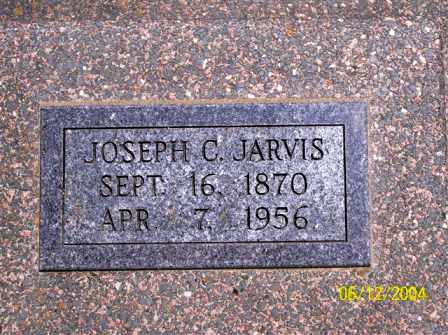 JOSEPH C. JARVIS
SEPT. 16, 1870
APR. 7, 1956
06/12/2004